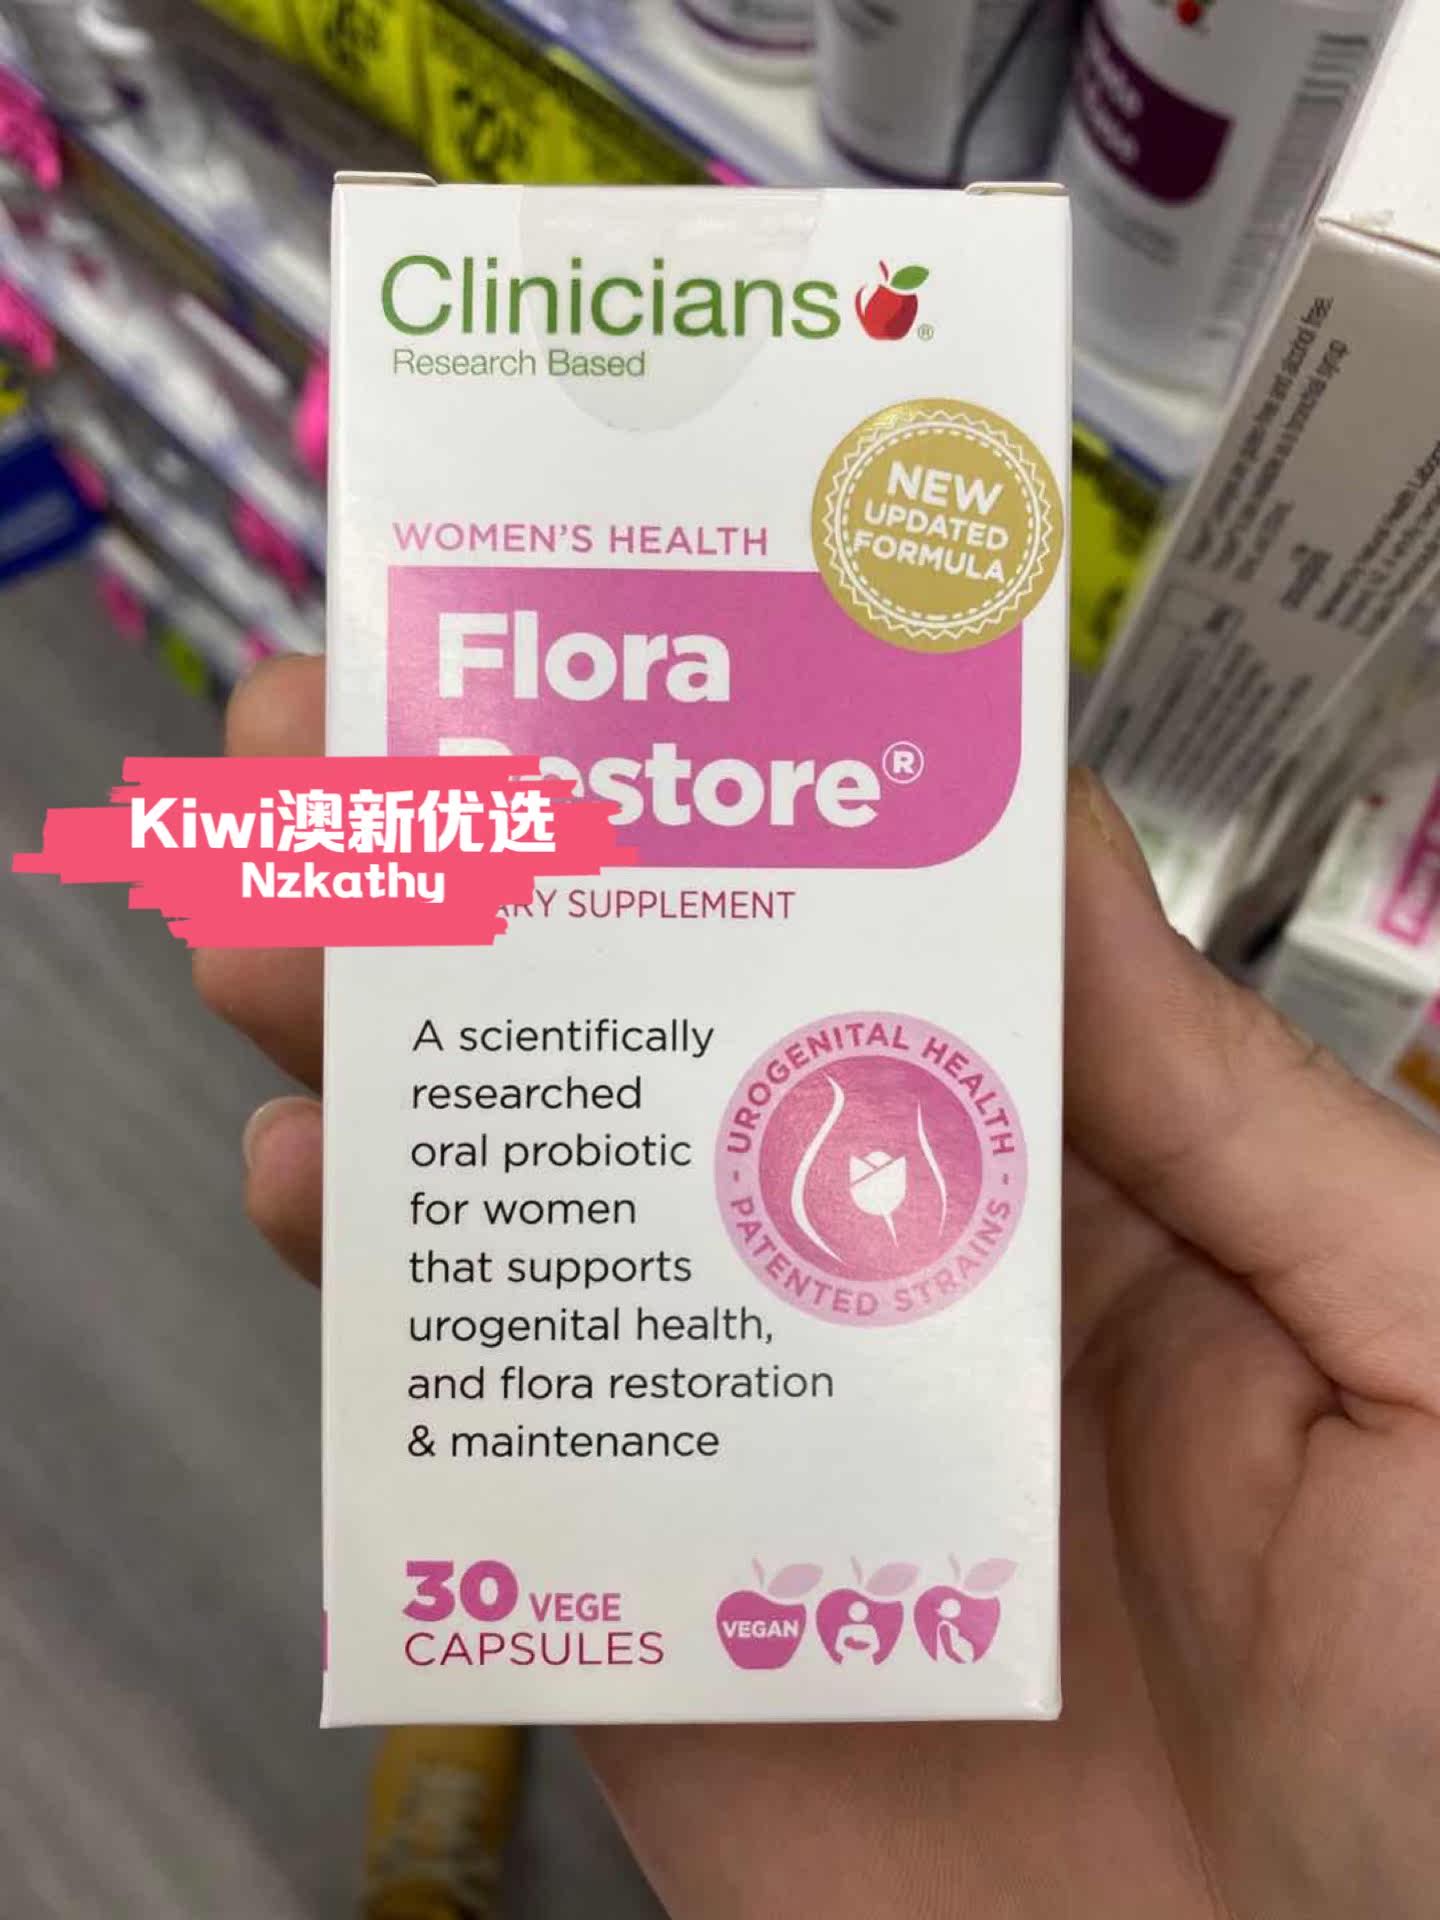 Clinicians
Research Based
NEW
UPDATED
FORMULA
WOMEN'S HEALTH
Flora
Restore®
Kiwi澳新优选
Nzkathy
SUPPLEMENT
A scientifically
researched
oral probiotic
for women
that supports
urogenital health,
and flora restoration
& maintenance
UROGENITAL HEALTH
- PATENTED STRAINS -
30 VEGE
CAPSULES
VEGAN